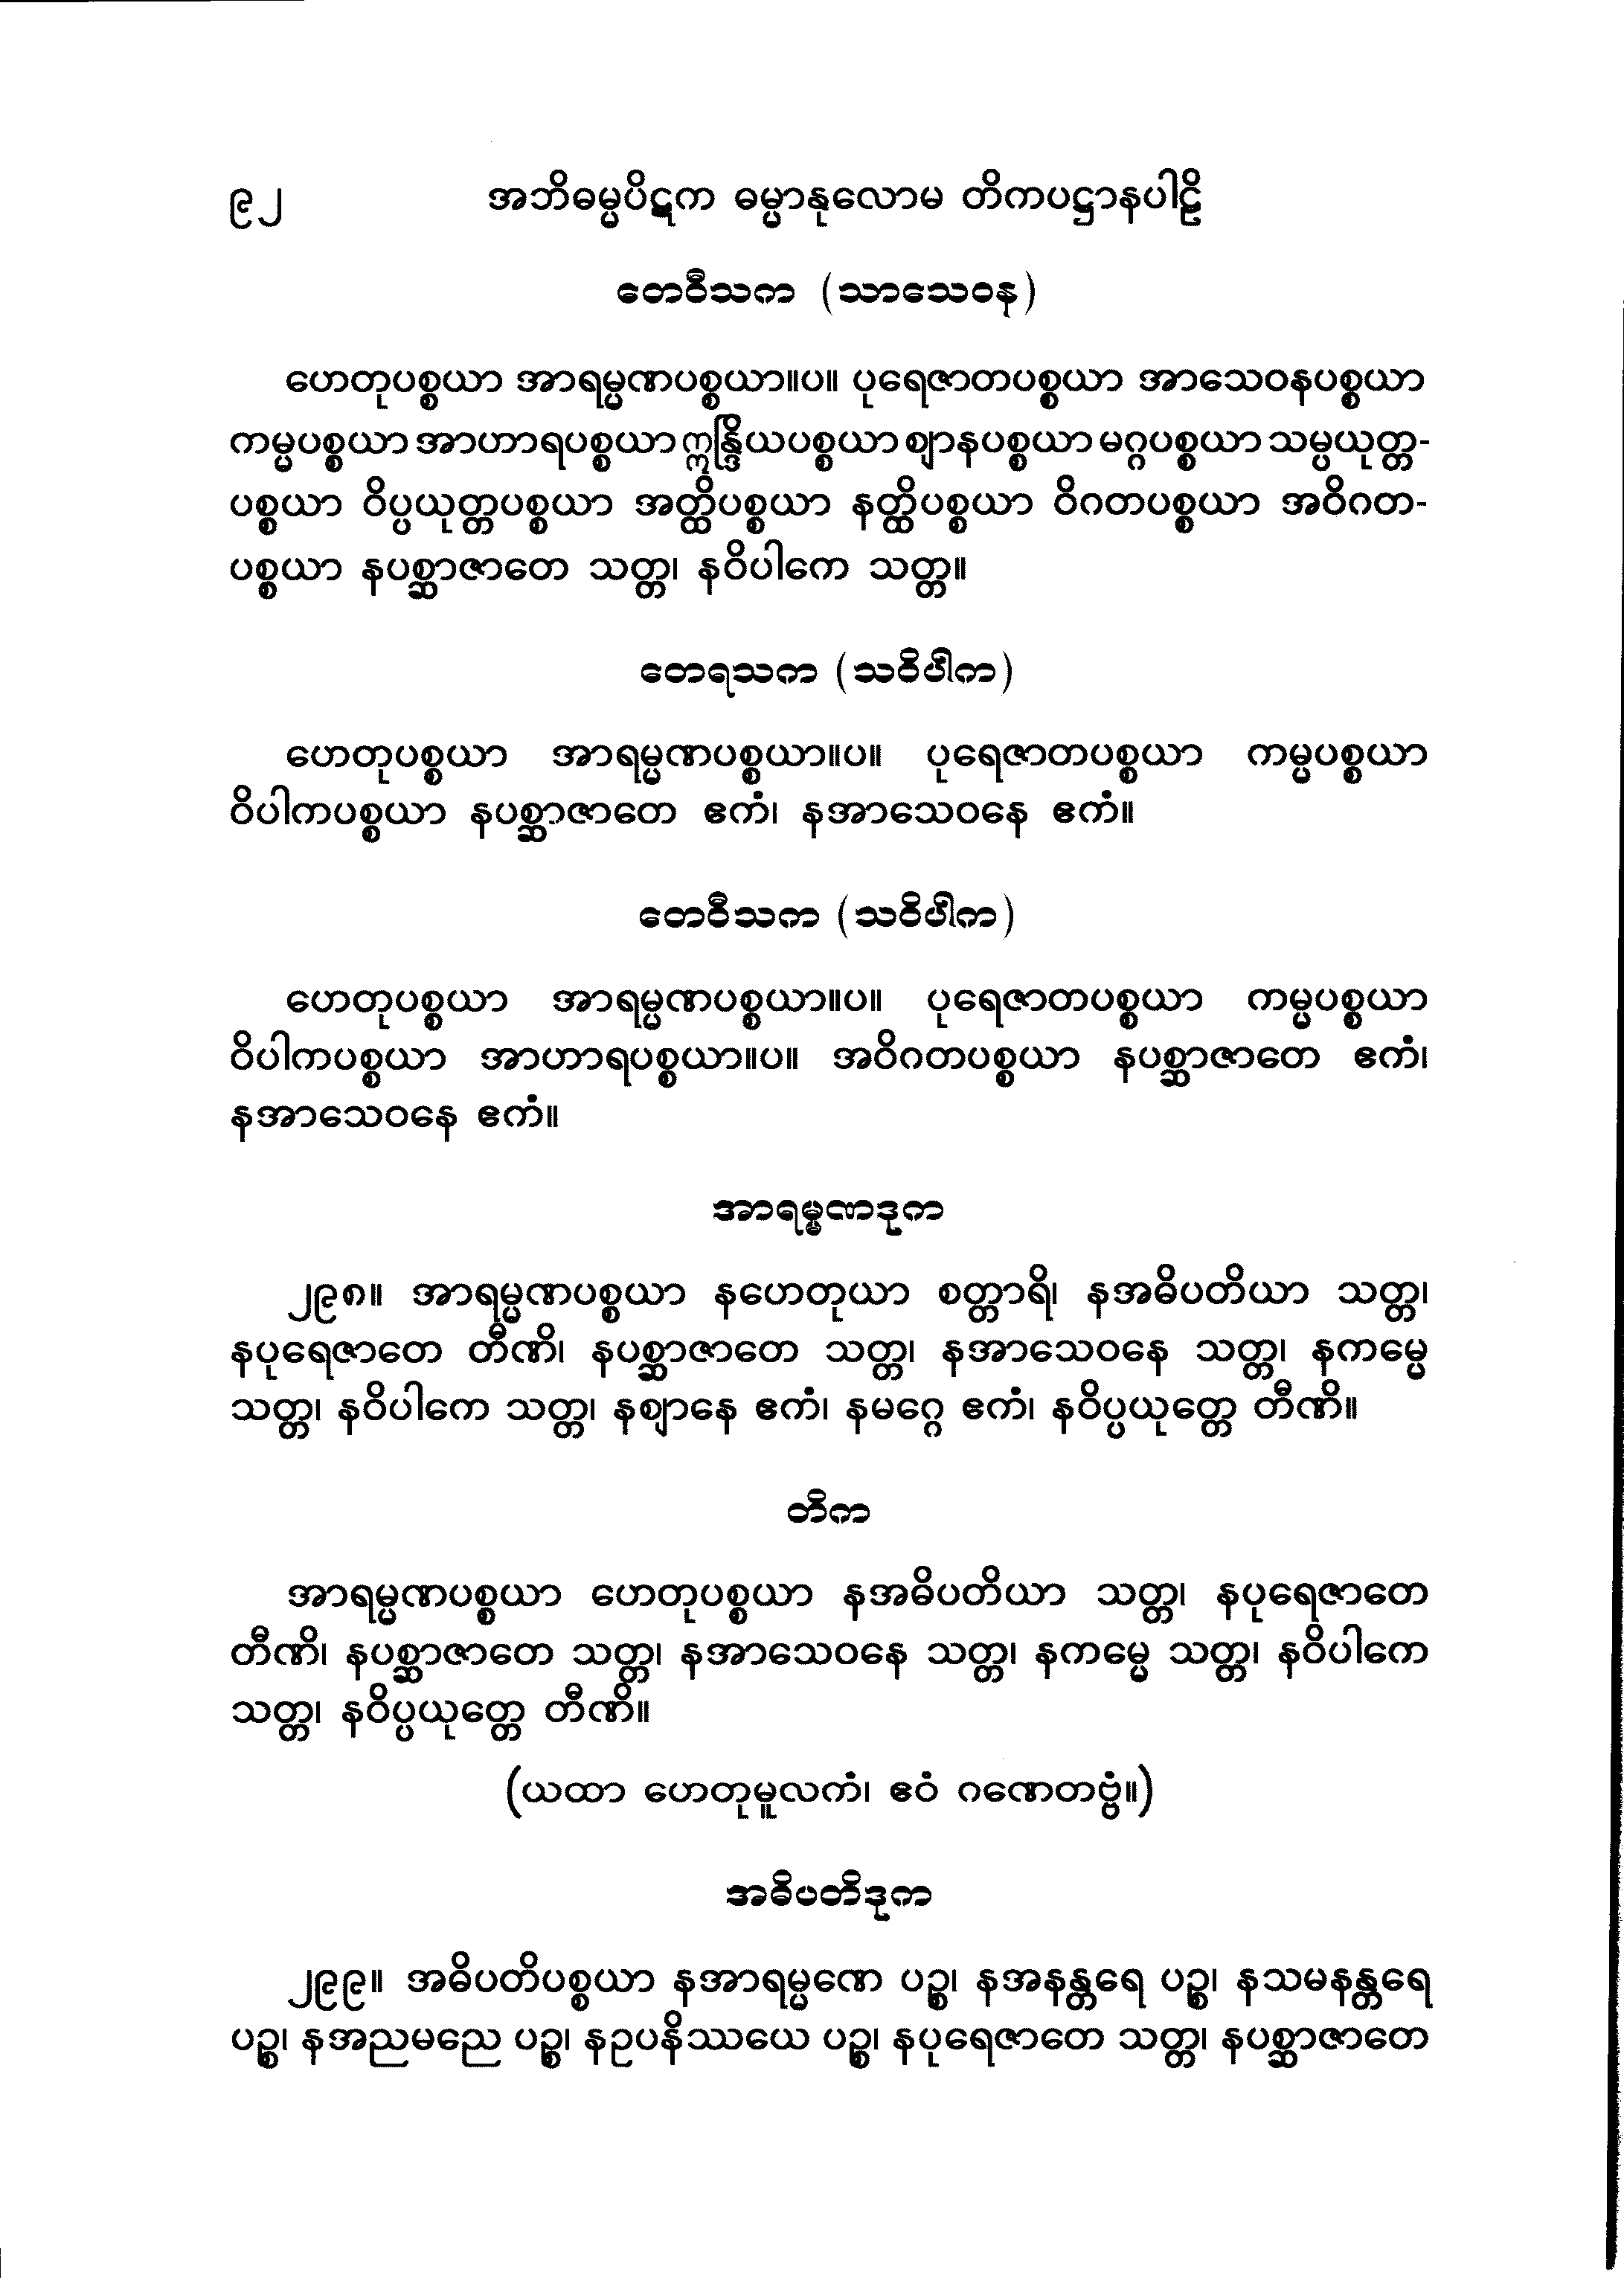 ၉၂ အဘိဓမ္မပိဋက ဓမ္မာနုလောမ တိကပဋ္ဌာနပါဠိ
တေဝီသက (သာသေဝန)
ဟေတုပစ္စယာ အာရမ္မဏပစ္စယာ။ပ။ ပုရေဇာတပစ္စယာ အာသေဝနပစ္စယာ
ကမ္မပစ္စယာ အာဟာရပစ္စယာ ဣန္ဒြိယပစ္စယာ ဈာနပစ္စယာ မဂ္ဂပစ္စယာ သမ္ပယုတ္တ-
ပစ္စယာ ဝိပ္ပယုတ္တပစ္စယာ အတ္ထိပစ္စယာ နတ္ထိပစ္စယာ ဝိဂတပစ္စယာ အဝိဂတ-
ပစ္စယာ နပစ္ဆာဇာတေ သတ္တ၊ နဝိပါကေ သတ္တ။
တေရသက (သဝိပါက)
ဟေတုပစ္စယာ အာရမ္မဏပစ္စယာ။ပ။ ပုရေဇာတပစ္စယာ ကမ္မပစ္စယာ
ဝိပါကပစ္စယာ နပစ္ဆာဇာတေ ဧကံ၊ နအာသေဝနေ ဧကံ။
တေဝီသက (သဝိပါက)
ဟေတုပစ္စယာ အာရမ္မဏပစ္စယာ။ပ။ ပုရေဇာတပစ္စယာ ကမ္မပစ္စယာ
ဝိပါကပစ္စယာ အာဟာရပစ္စယာ။ပ။ အဝိဂတပစ္စယာ နပစ္ဆာဇာတေ ဧကံ၊
နအာသေဝနေ ဧကံ။
အာရမ္မဏဒုက
၂၉၈။ အာရမ္မဏပစ္စယာ နဟေတုယာ စတ္တာရိ၊ နအဓိပတိယာ သတ္တ၊
နပုရေဇာတေ တီဏိ၊ နပစ္ဆာဇာတေ သတ္တ၊ နအာသေဝနေ သတ္တ၊ နကမ္မေ
သတ္တ၊ နဝိပါကေ သတ္တ၊ နဈာနေ ဧကံ၊ နမဂ္ဂေ ဧကံ၊ နဝိပ္ပယုတ္တေ တီဏိ။
တိက
အာရမ္မဏပစ္စယာ ဟေတုပစ္စယာ နအဓိပတိယာ သတ္တ၊ နပုရေဇာတေ
တီဏိ၊ နပစ္ဆာဇာတေ သတ္တ၊ နအာသေဝနေ သတ္တ၊ နကမ္မေ သတ္တ၊ နဝိပါကေ
သတ္တ၊ နဝိပ္ပယုတ္တေ တီဏိ။
(ယထာ ဟေတုမူလကံ၊ ဧဝံ ဂဏေတဗ္ဗံ။)
အဓိပတိဒုက
၂၉၉။ အဓိပတိပစ္စယာ နအာရမ္မဏေ ပဉ္စ၊ နအနန္တရေ ပဉ္စ၊ နသမနန္တရေ
ပဉ္စ၊ နအညမညေ ပဉ္စ၊ နဥပနိဿယေ ပဉ္စ၊ နပုရေဇာတေ သတ္တ၊ နပစ္ဆာဇာတေ